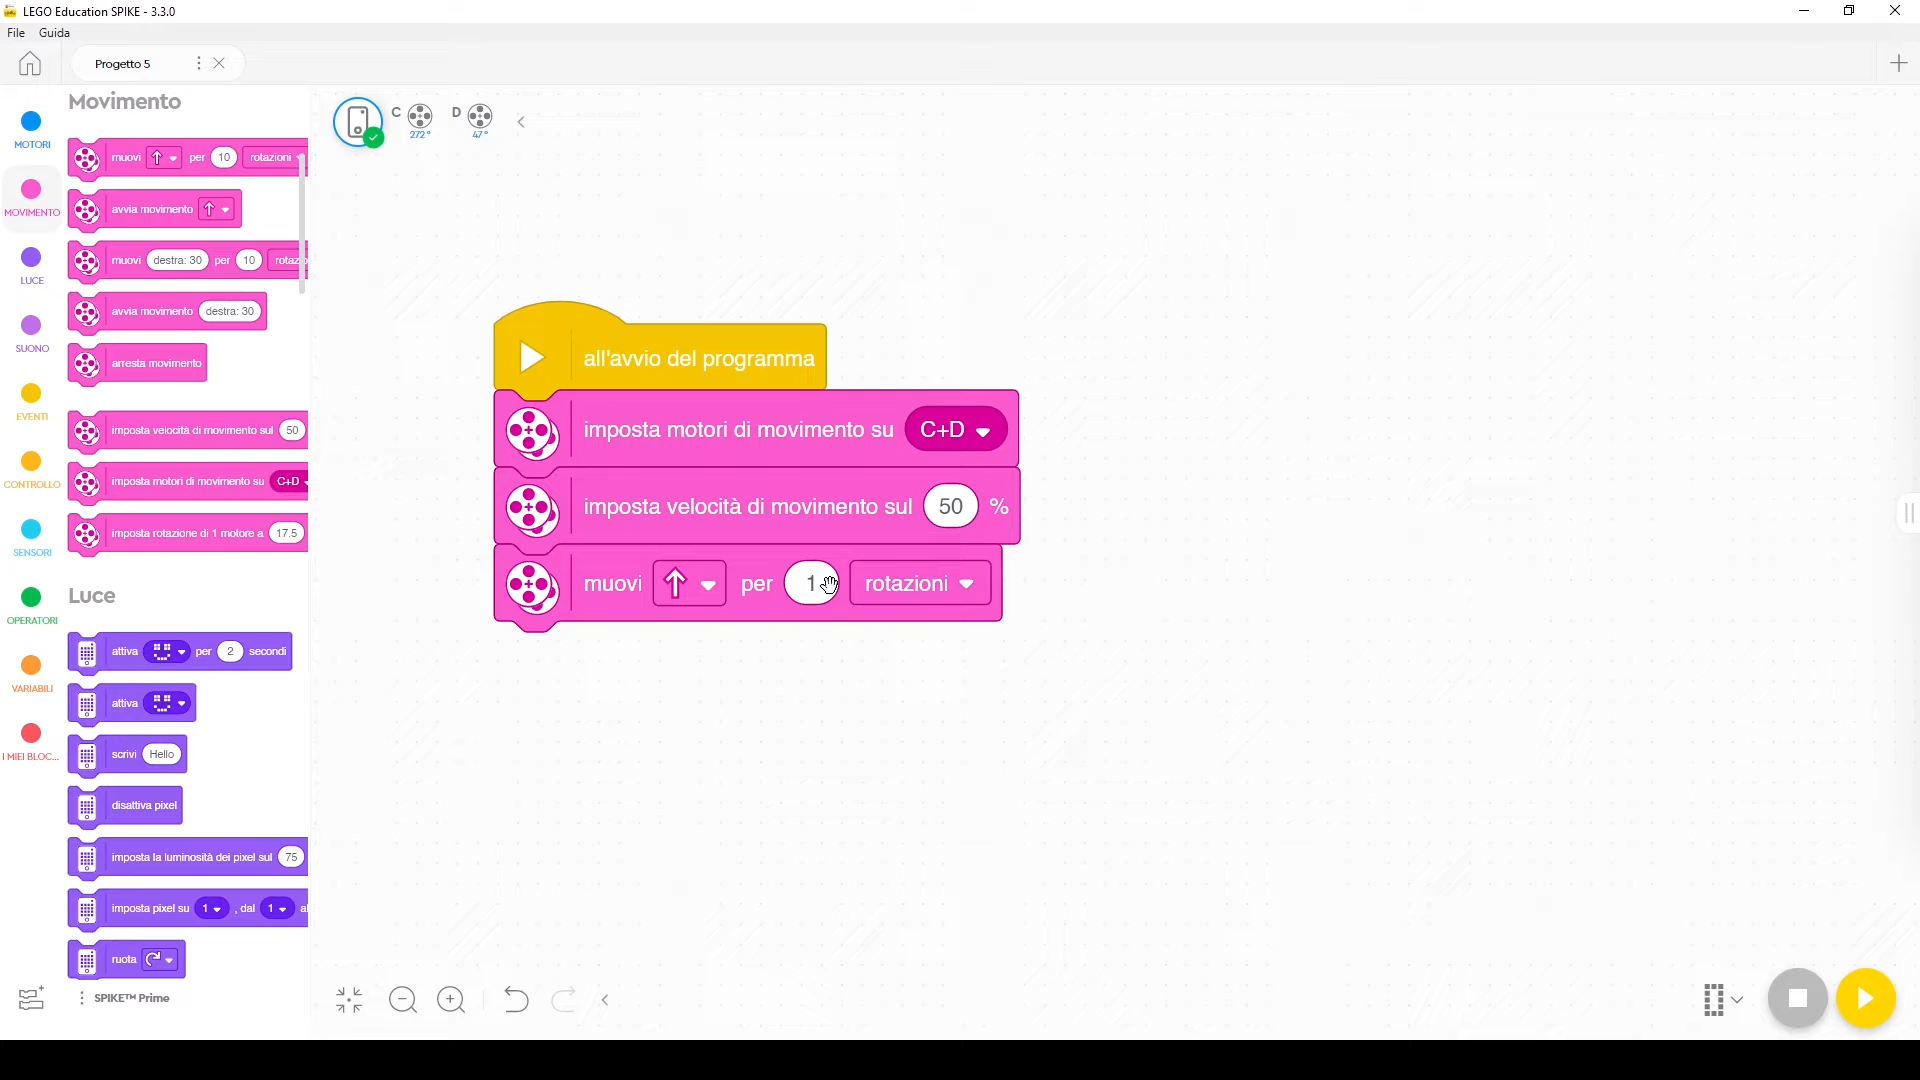 LEGO Education SPIKE - 3.3.0
File Guida
Progetto 5
C 272° D 47°
MOTORI
MOVIMENTO
LUCE
SUONO
EVENTI
CONTROLLO
SENSORI
OPERATORI
VARIABILI
I MIEI BLOC...
Movimento
muovi per 10 rotazioni
avvia movimento
muovi destra: 30 per 10 rotaz
avvia movimento destra: 30
arresta movimento
imposta velocità di movimento sul 50
imposta motori di movimento su C+D
imposta rotazione di 1 motore a 17.5
Luce
attiva per 2 secondi
attiva
scrivi Hello
disattiva pixel
imposta la luminosità dei pixel sul 75
imposta pixel su 1 , dal 1 al
ruota
SPIKE™ Prime
all'avvio del programma
imposta motori di movimento su C+D
imposta velocità di movimento sul 50 %
muovi per 1 rotazioni